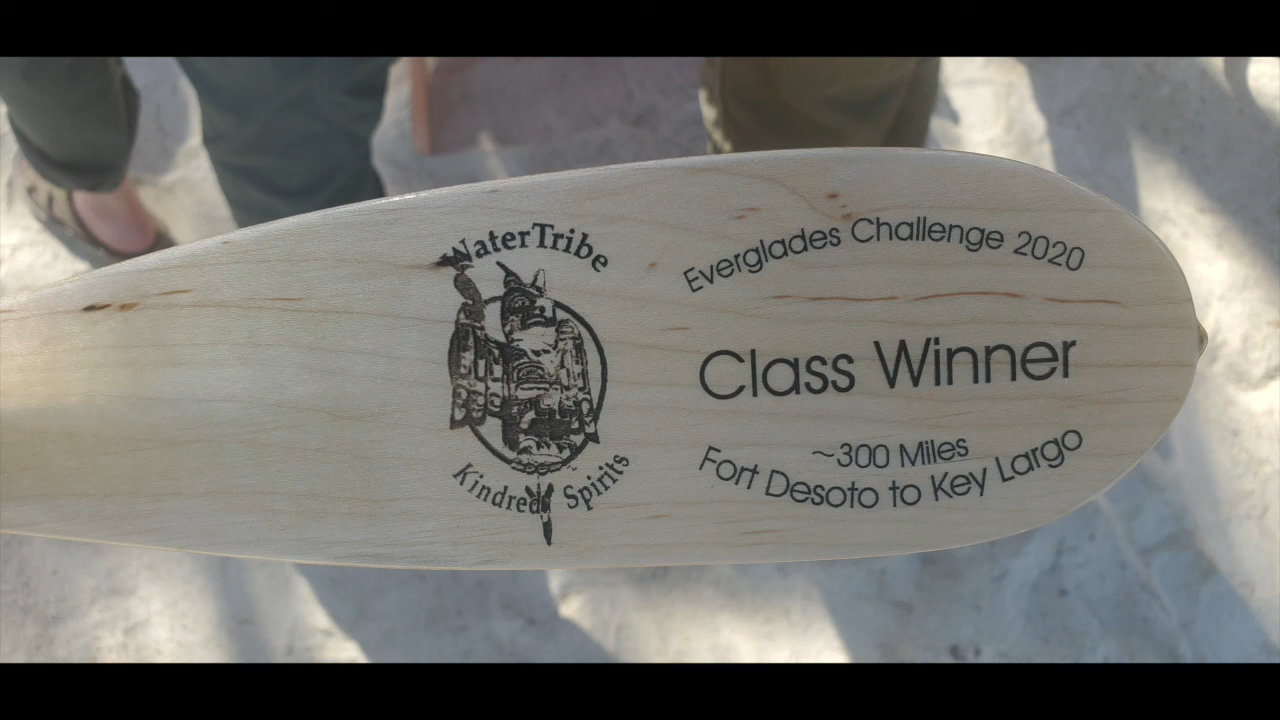 WaterTribe
Kindred Spirits
Everglades Challenge 2020
Class Winner
~300 Miles
Fort Desoto to Key Largo